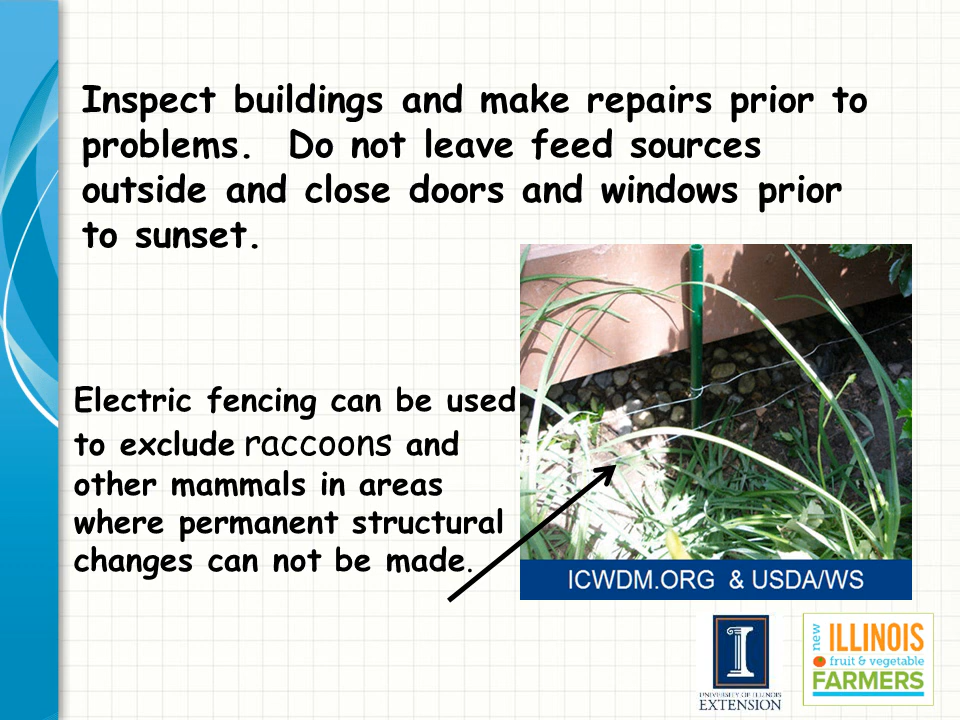 Inspect buildings and make repairs prior to
problems. Do not leave feed sources
outside and close doors and windows prior
to sunset.
Electric fencing can be used
to exclude raccoons and
other mammals in areas
where permanent structural
changes can not be made.
ICWDM.ORG & USDA/WS
I
UNIVERSITY OF ILLINOIS
EXTENSION
new
ILLINOIS
fruit & vegetable
FARMERS